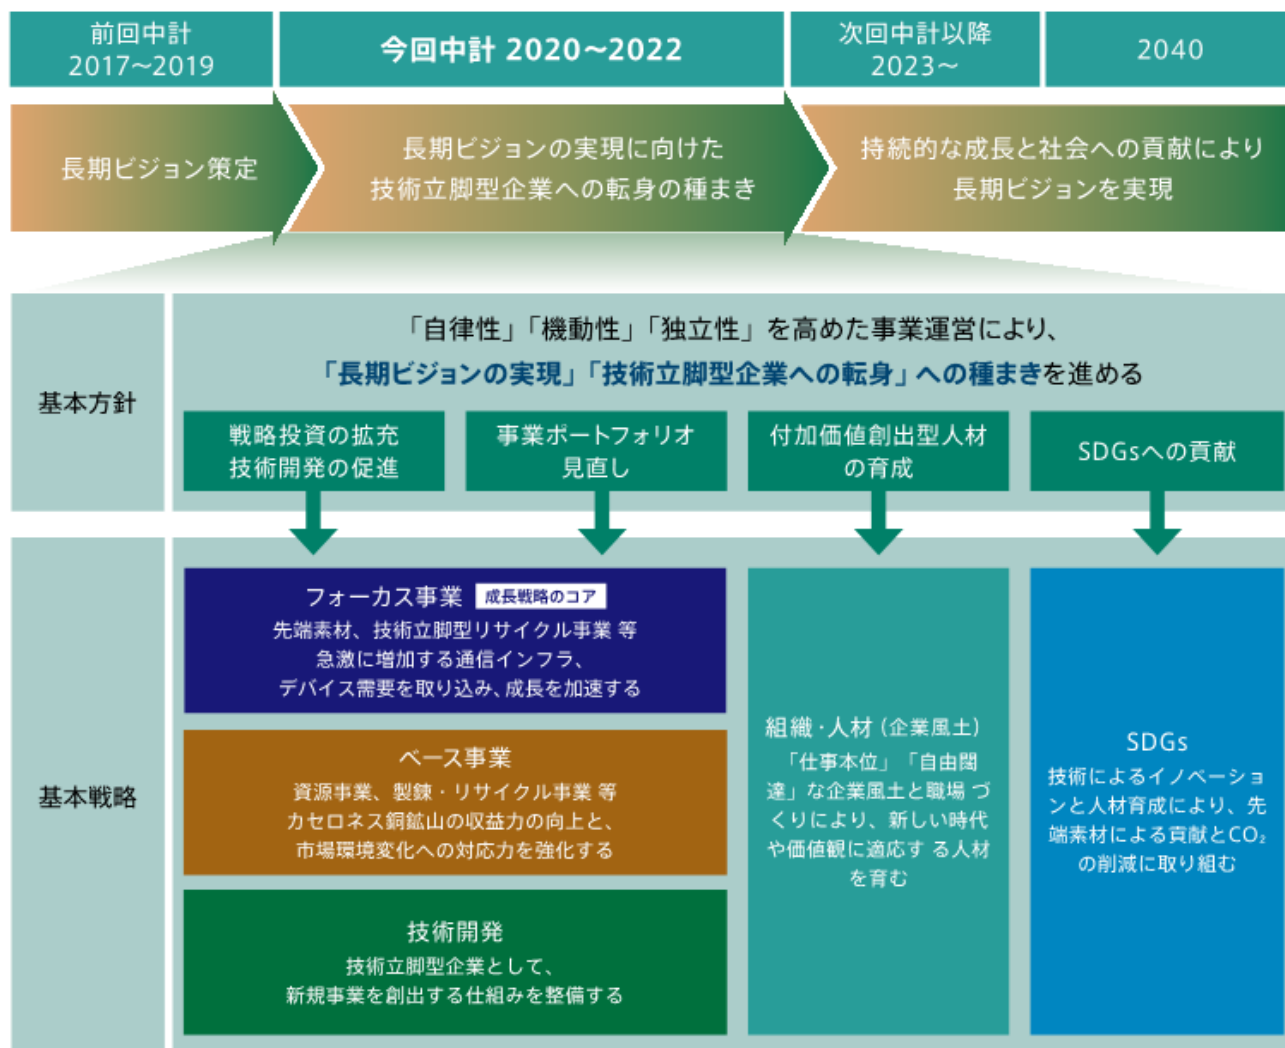 前回中計
2017～2019
今回中計 2020～2022
次回中計以降
2023～
2040
長期ビジョン策定
長期ビジョンの実現に向けた
技術立脚型企業への転身の種まき
持続的な成長と社会への貢献により
長期ビジョンを実現
基本方針
「自律性」「機動性」「独立性」を高めた事業運営により、
「長期ビジョンの実現」「技術立脚型企業への転身」への種まきを進める
戦略投資の拡充
技術開発の促進
事業ポートフォリオ
見直し
付加価値創出型人材
の育成
SDGsへの貢献
基本戦略
フォーカス事業 成長戦略のコア
先端素材、技術立脚型リサイクル事業 等
急激に増加する通信インフラ、
デバイス需要を取り込み、成長を加速する
ベース事業
資源事業、製錬・リサイクル事業 等
カセロネス銅鉱山の収益力の向上と、
市場環境変化への対応力を強化する
技術開発
技術立脚型企業として、
新規事業を創出する仕組みを整備する
組織・人材（企業風土）
「仕事本位」「自由闊
達」な企業風土と職場 づ
くりにより、新しい時代
や価値観に適応す る人材
を育む
SDGs
技術によるイノベーショ
ンと人材育成により、先
端素材による貢献とCO₂
の削減に取り組む